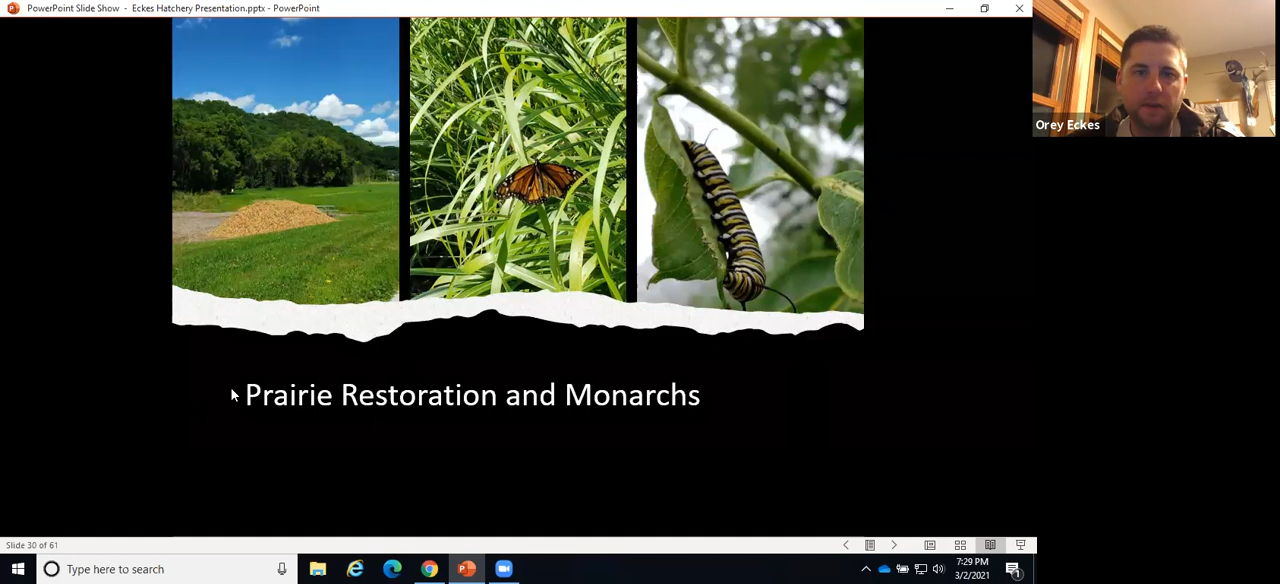 PowerPoint Slide Show - Eckes Hatchery Presentation.pptx - PowerPoint
Orey Eckes
Prairie Restoration and Monarchs
Slide 30 of 61
Type here to search
7:29 PM
3/2/2021
1